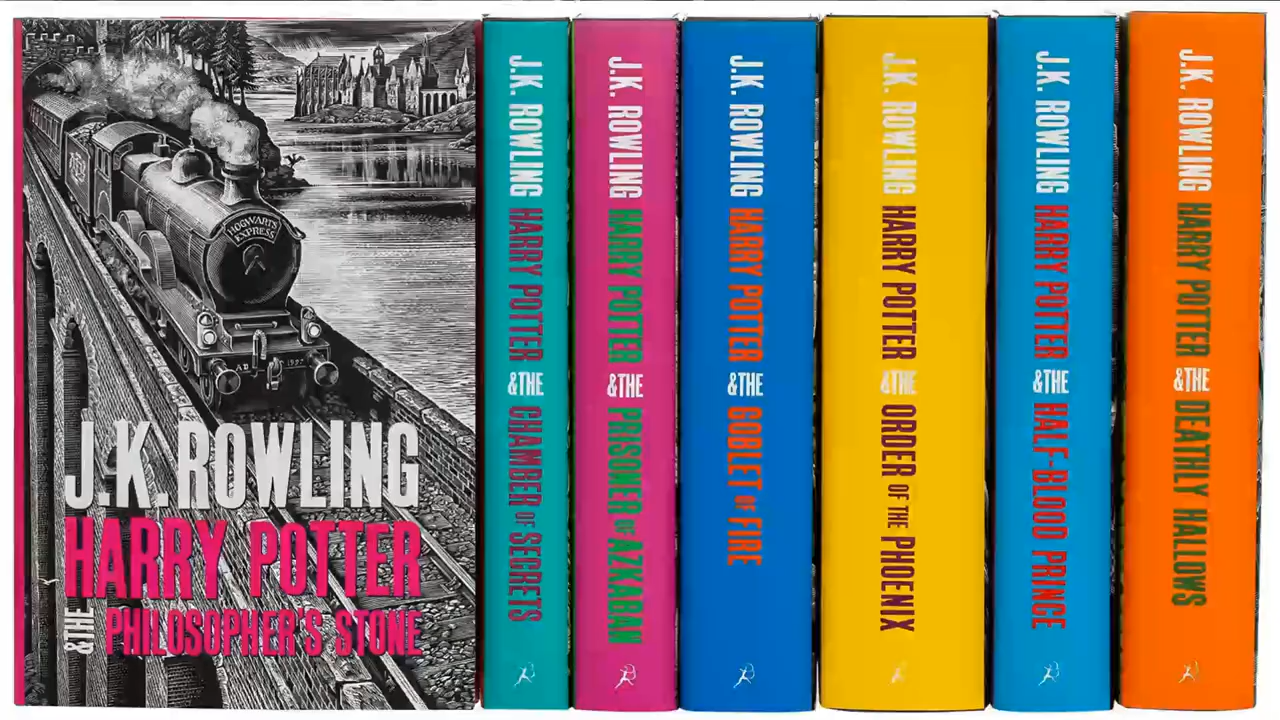 HOGWARTS
EXPRESS
J.K. ROWLING
HARRY POTTER
&THE PHILOSOPHER'S STONE
J.K. ROWLING HARRY POTTER &THE CHAMBER OF SECRETS
J.K. ROWLING HARRY POTTER &THE PRISONER OF AZKABAN
J.K. ROWLING HARRY POTTER &THE GOBLET OF FIRE
J.K. ROWLING HARRY POTTER &THE ORDER OF THE PHOENIX
J.K. ROWLING HARRY POTTER &THE HALF-BLOOD PRINCE
J.K. ROWLING HARRY POTTER &THE DEATHLY HALLOWS